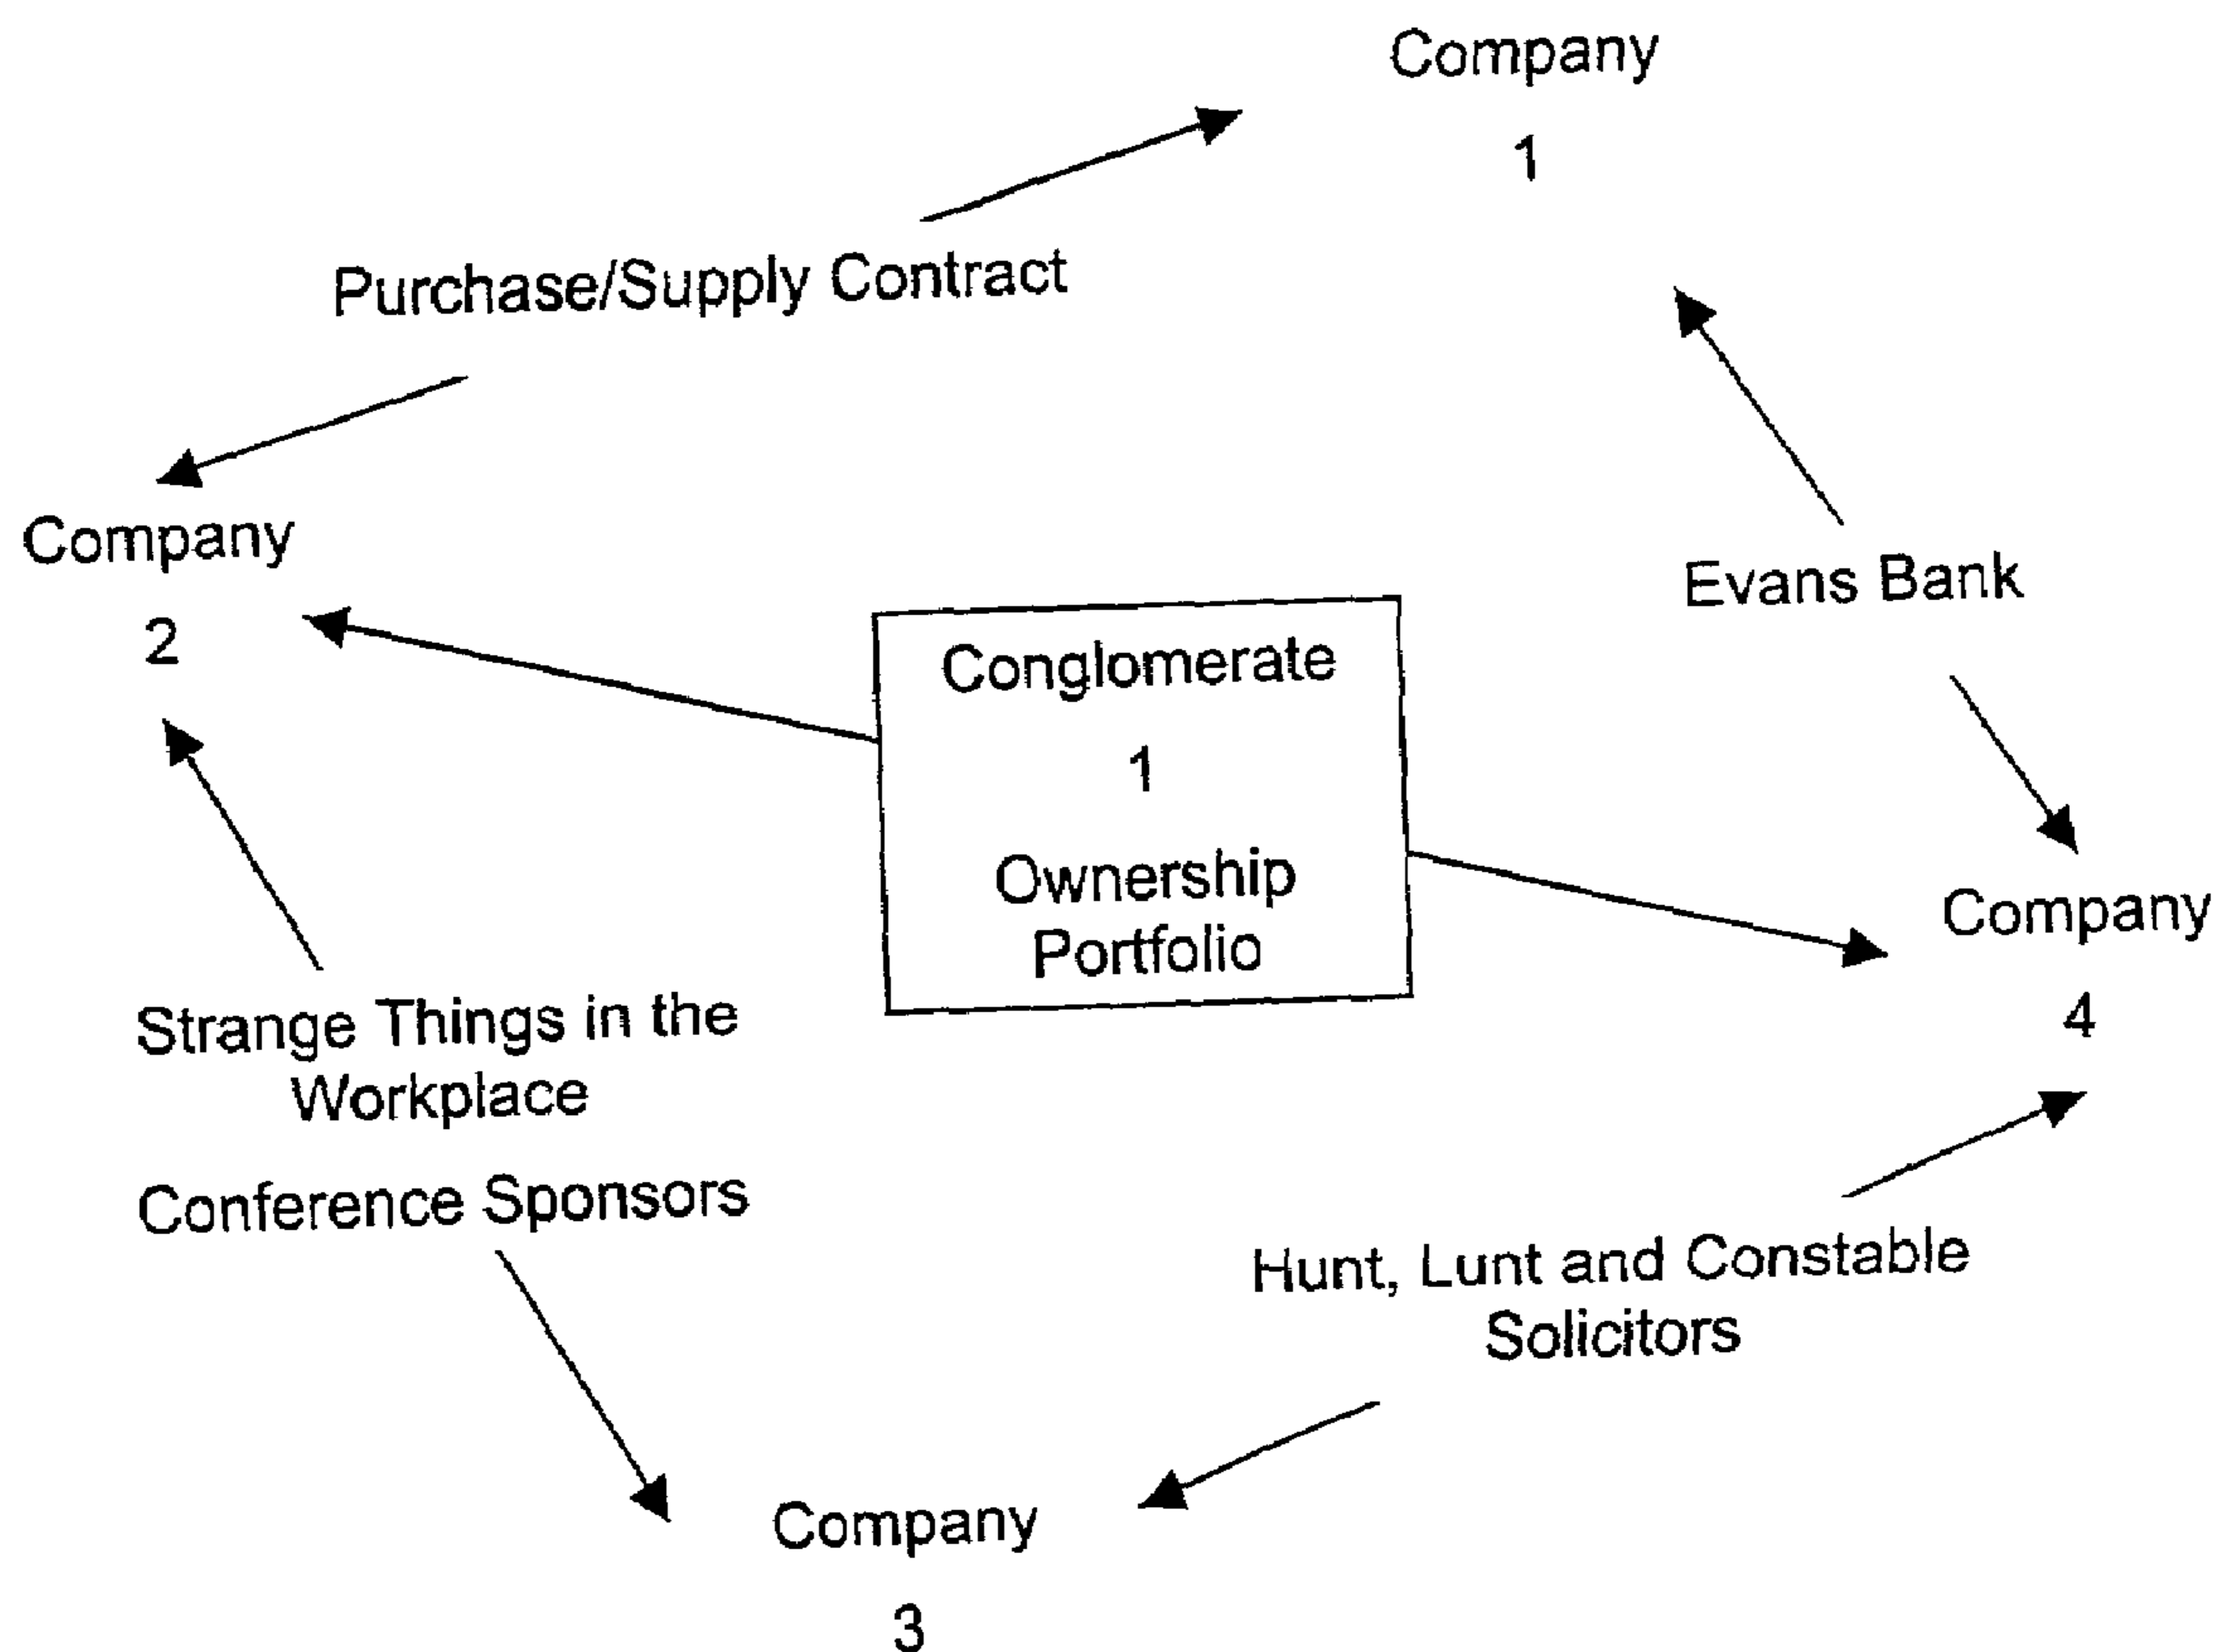 Company
1
Purchase/Supply Contract
Company
2
Evans Bank
Conglomerate
1
Ownership
Portfolio
Company
4
Strange Things in the
Workplace
Conference Sponsors
Hunt, Lunt and Constable
Solicitors
Company
3